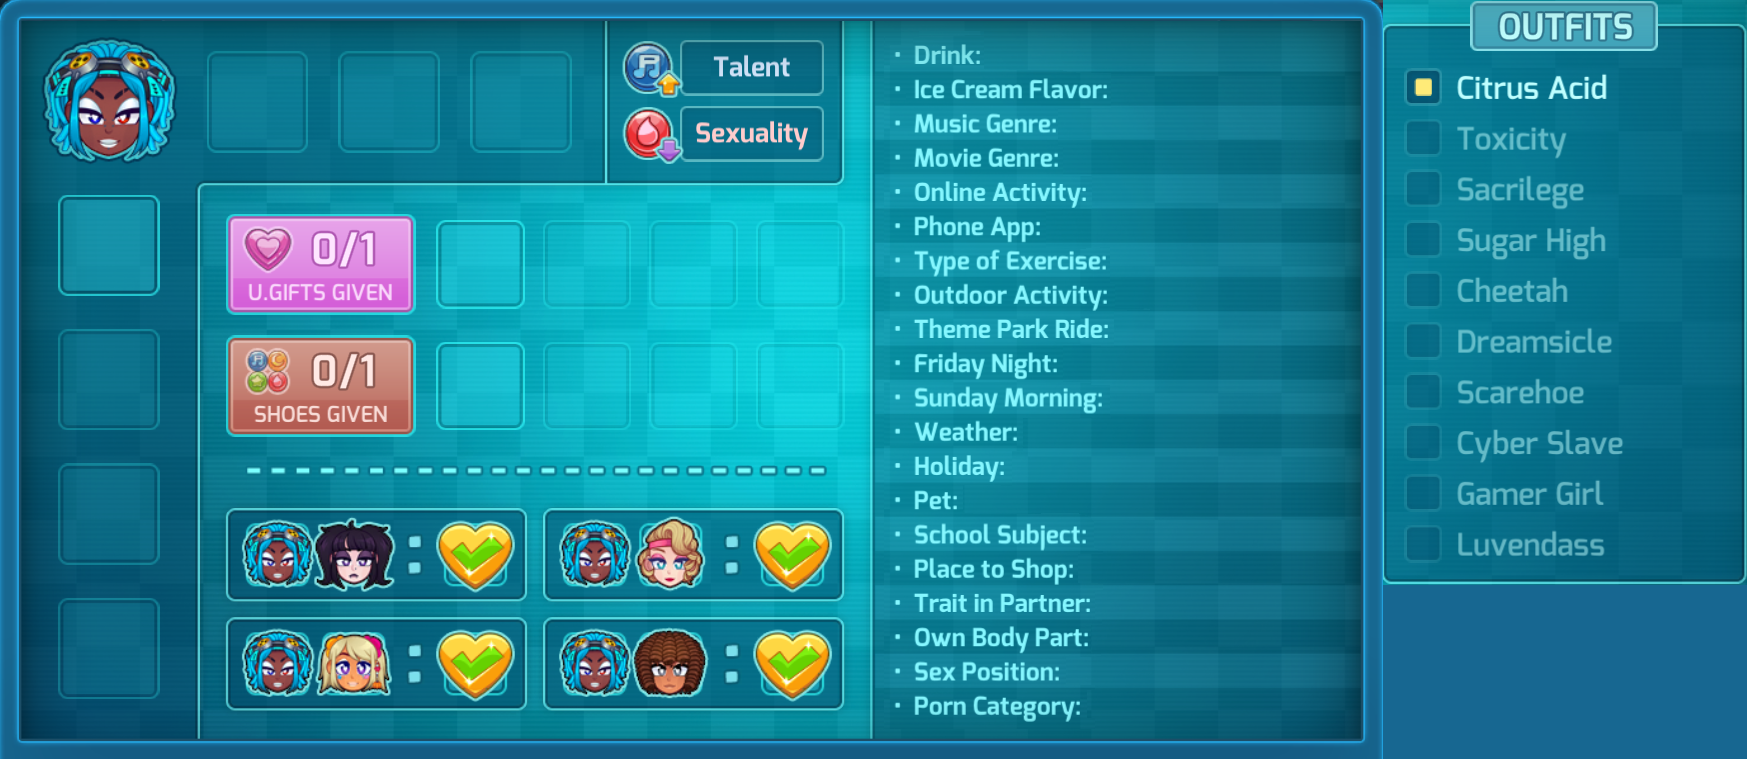 Talent
Sexuality
0/1
U.GIFTS GIVEN
0/1
SHOES GIVEN
· Drink:
· Ice Cream Flavor:
· Music Genre:
· Movie Genre:
· Online Activity:
· Phone App:
· Type of Exercise:
· Outdoor Activity:
· Theme Park Ride:
· Friday Night:
· Sunday Morning:
· Weather:
· Holiday:
· Pet:
· School Subject:
· Place to Shop:
· Trait in Partner:
· Own Body Part:
· Sex Position:
· Porn Category:
OUTFITS
Citrus Acid
Toxicity
Sacrilege
Sugar High
Cheetah
Dreamsicle
Scarehoe
Cyber Slave
Gamer Girl
Luvendass